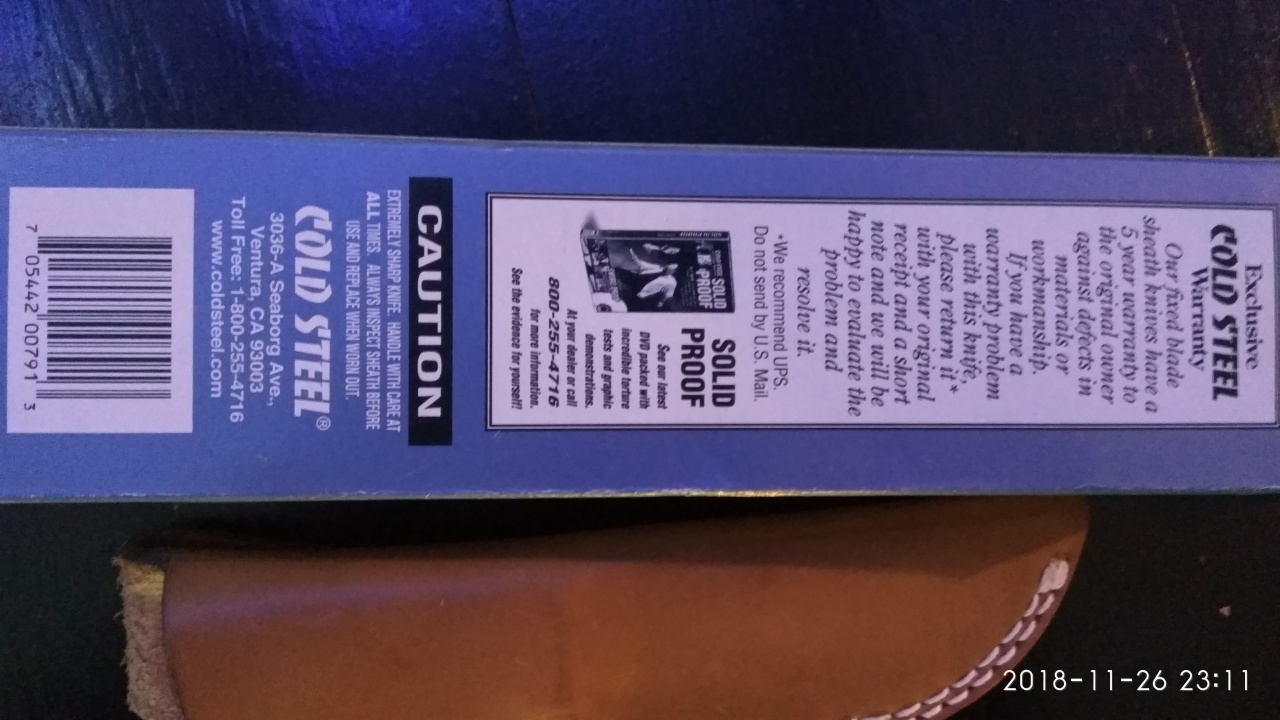 Exclusive
COLD STEEL
Warranty
Our fixed blade
sheath knives have a
5 year warranty to
the original owner
against defects in
materials or
workmanship.
If you have a
warranty problem
with this knife,
please return it*
with your original
receipt and a short
note and we will be
happy to evaluate the
problem and
resolve it.
*We recommend UPS.
Do not send by U.S. Mail.
SOLID
PROOF
SOLID
PROOF
See our latest
DVD packed with
incredible torture
tests and graphic
demonstrations.
At your dealer or call
800-255-4716
for more information.
See the evidence for yourself!
CAUTION
EXTREMELY SHARP KNIFE. HANDLE WITH CARE AT
ALL TIMES. ALWAYS INSPECT SHEATH BEFORE
USE AND REPLACE WHEN WORN OUT.
COLD STEEL®
3036-A Seaborg Ave.,
Ventura, CA 93003
Toll Free: 1-800-255-4716
www.coldsteel.com
7 05442 00791 3
2018-11-26 23:11